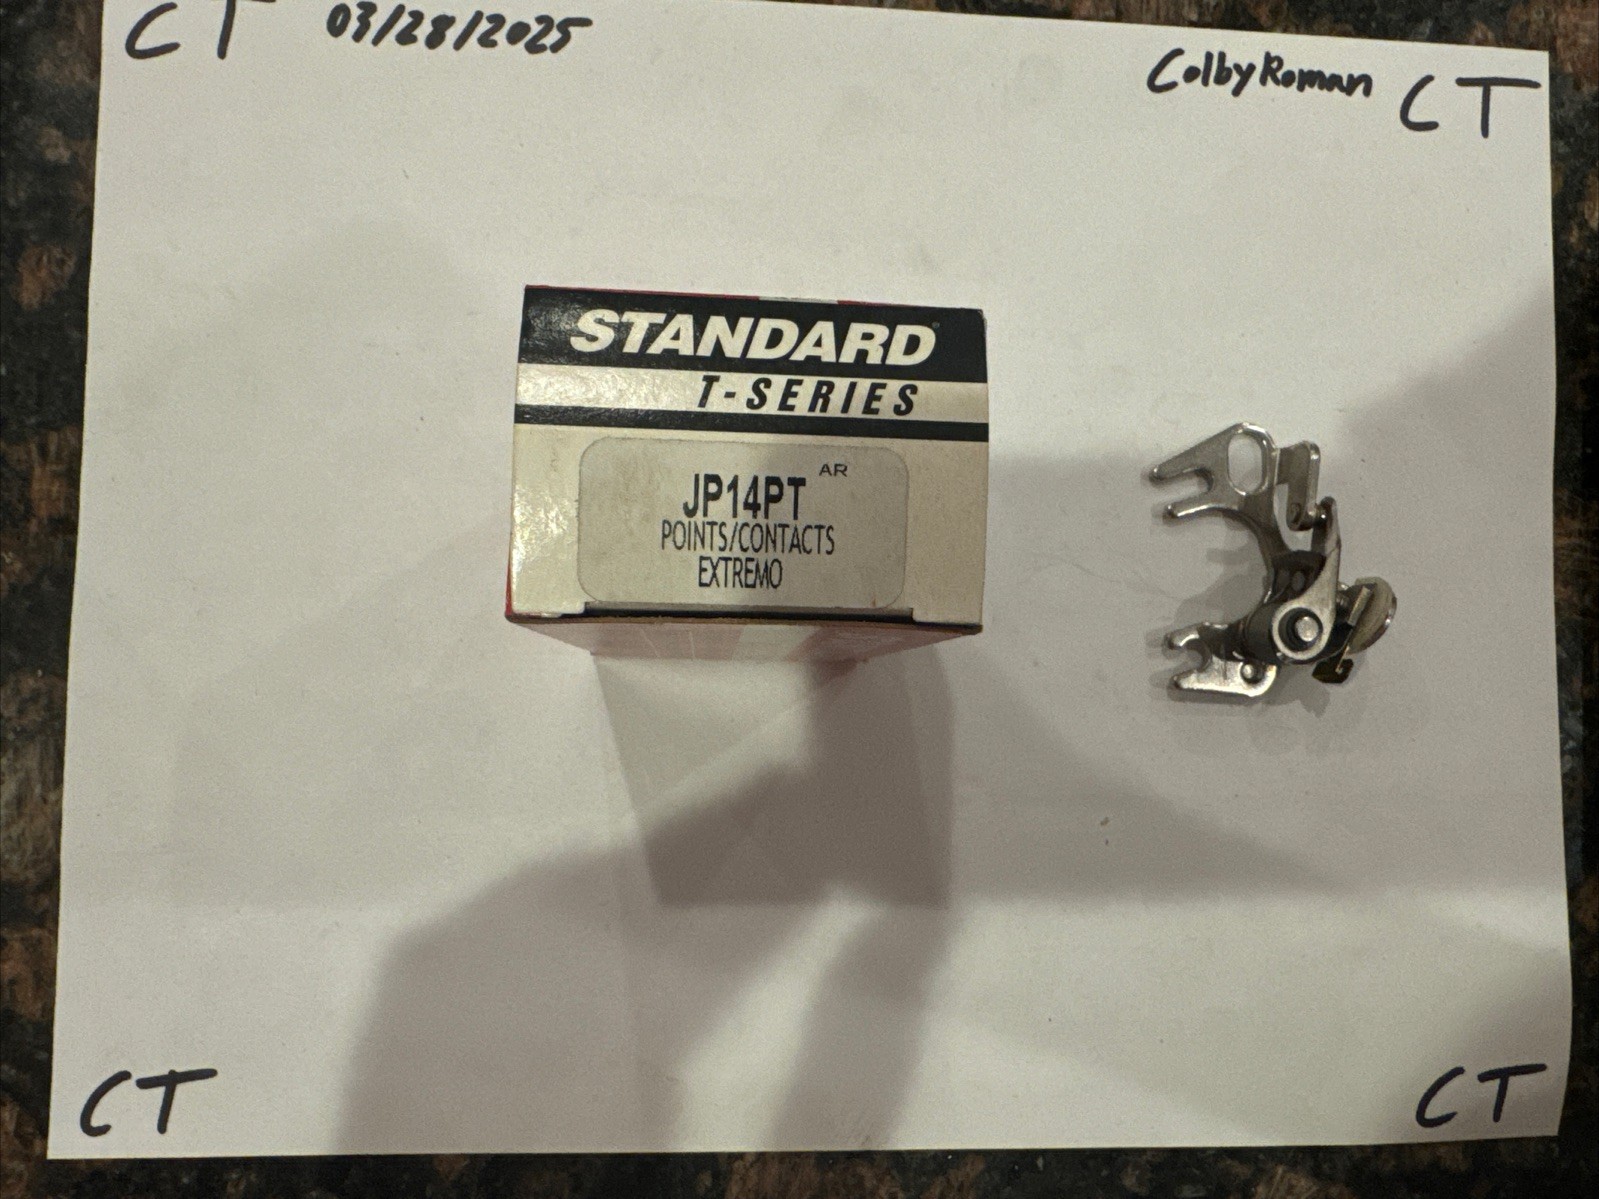 CT 03/28/2025
ColbyRoman CT
STANDARD
T-SERIES
AR
JP14PT
POINTS/CONTACTS
EXTREMO
CT
CT